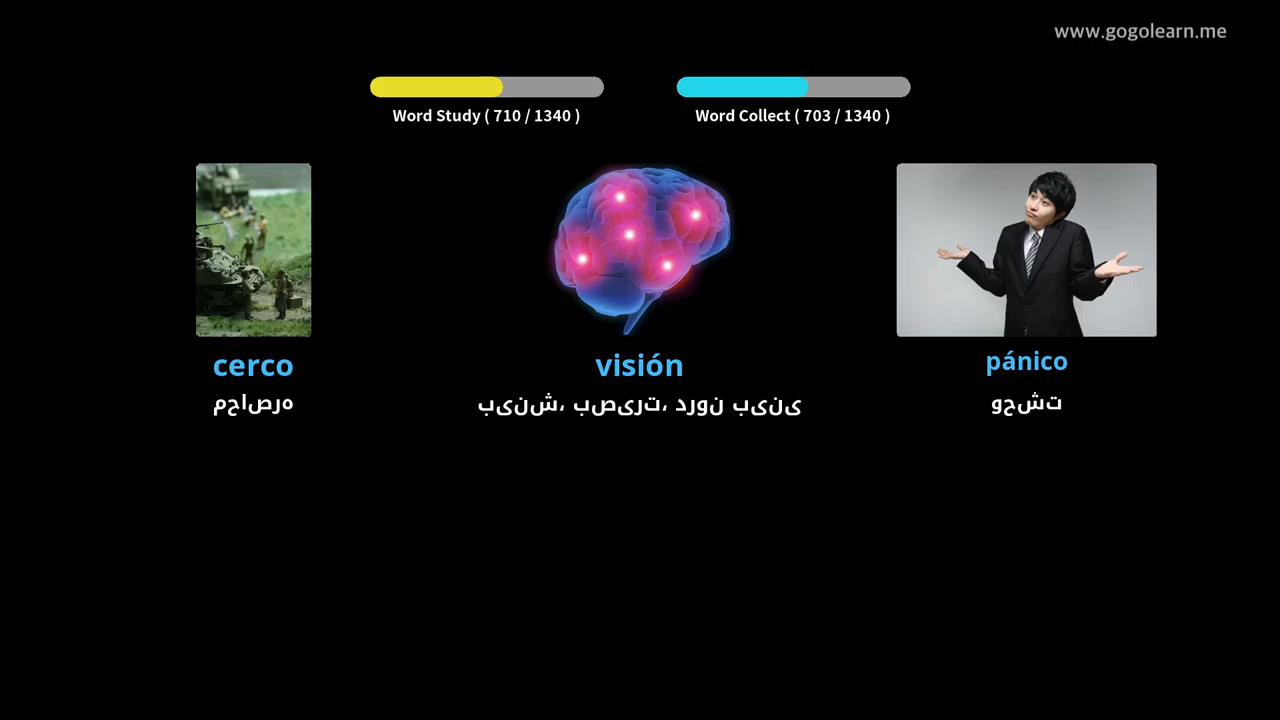 www.gogolearn.me
Word Study ( 710 / 1340 )
Word Collect ( 703 / 1340 )
cerco
محاصره
visión
بینش، بصیرت، درون بینی
pánico
وحشت